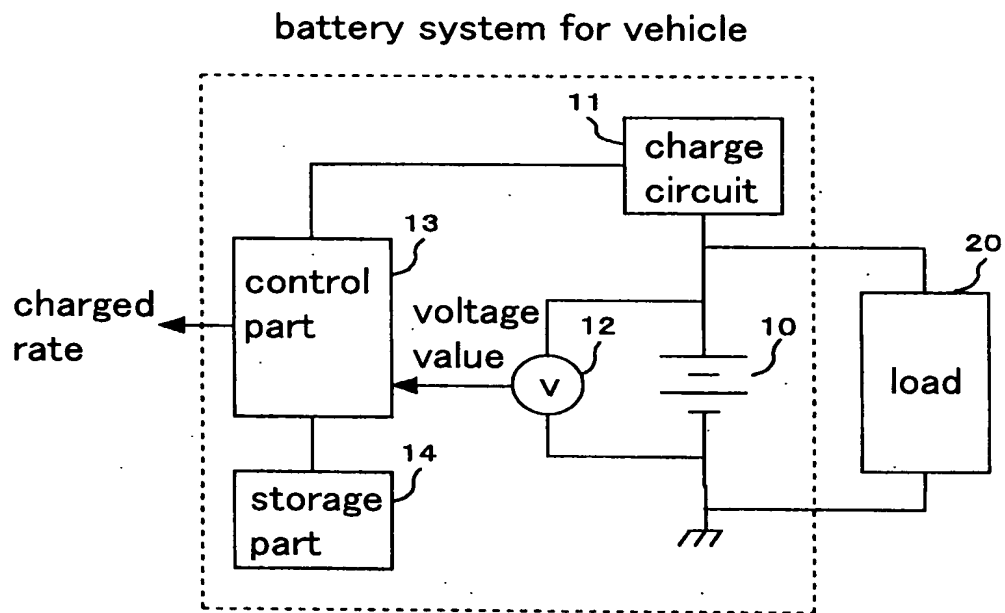 battery system for vehicle
11
charge
circuit
13
control
part
charged
rate
voltage
value
12
V
10
20
load
14
storage
part